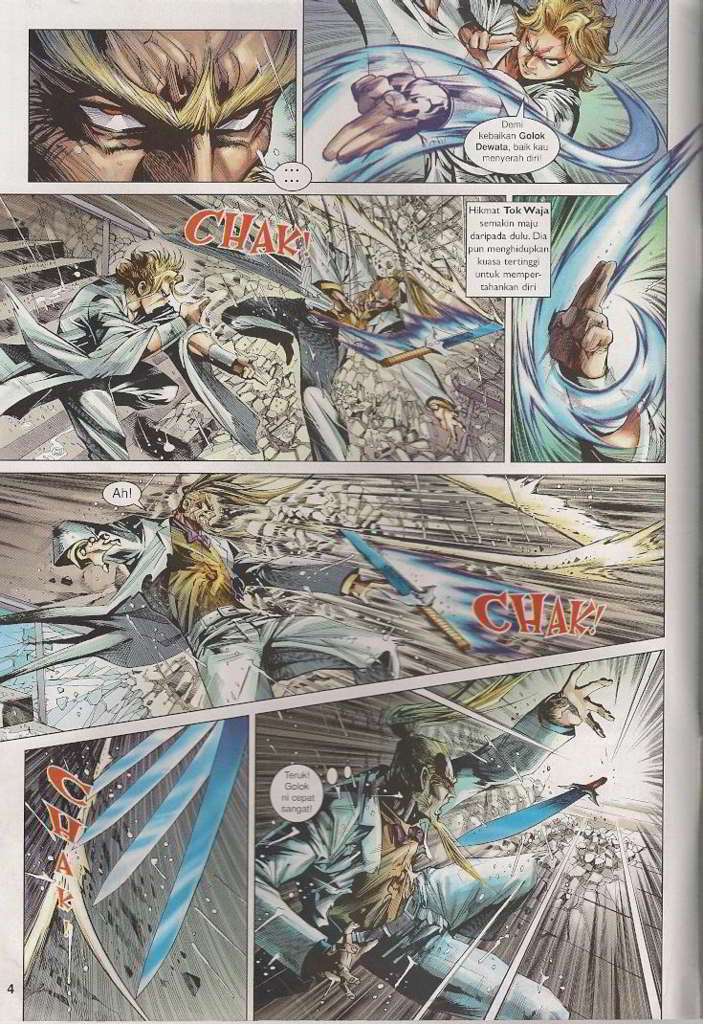 ...
...
Demi
kebaikan Golok
Dewata, baik kau
menyerah diri!
CHAK!
Hikmat Tok Waja
semakin maju
daripada dulu. Dia
pun menghidupkan
kuasa tertinggi
untuk memper-
tahankan diri
Ah!
CHAK!
CHAK!
Teruk!
Golok
ni cepat
sangat!
4